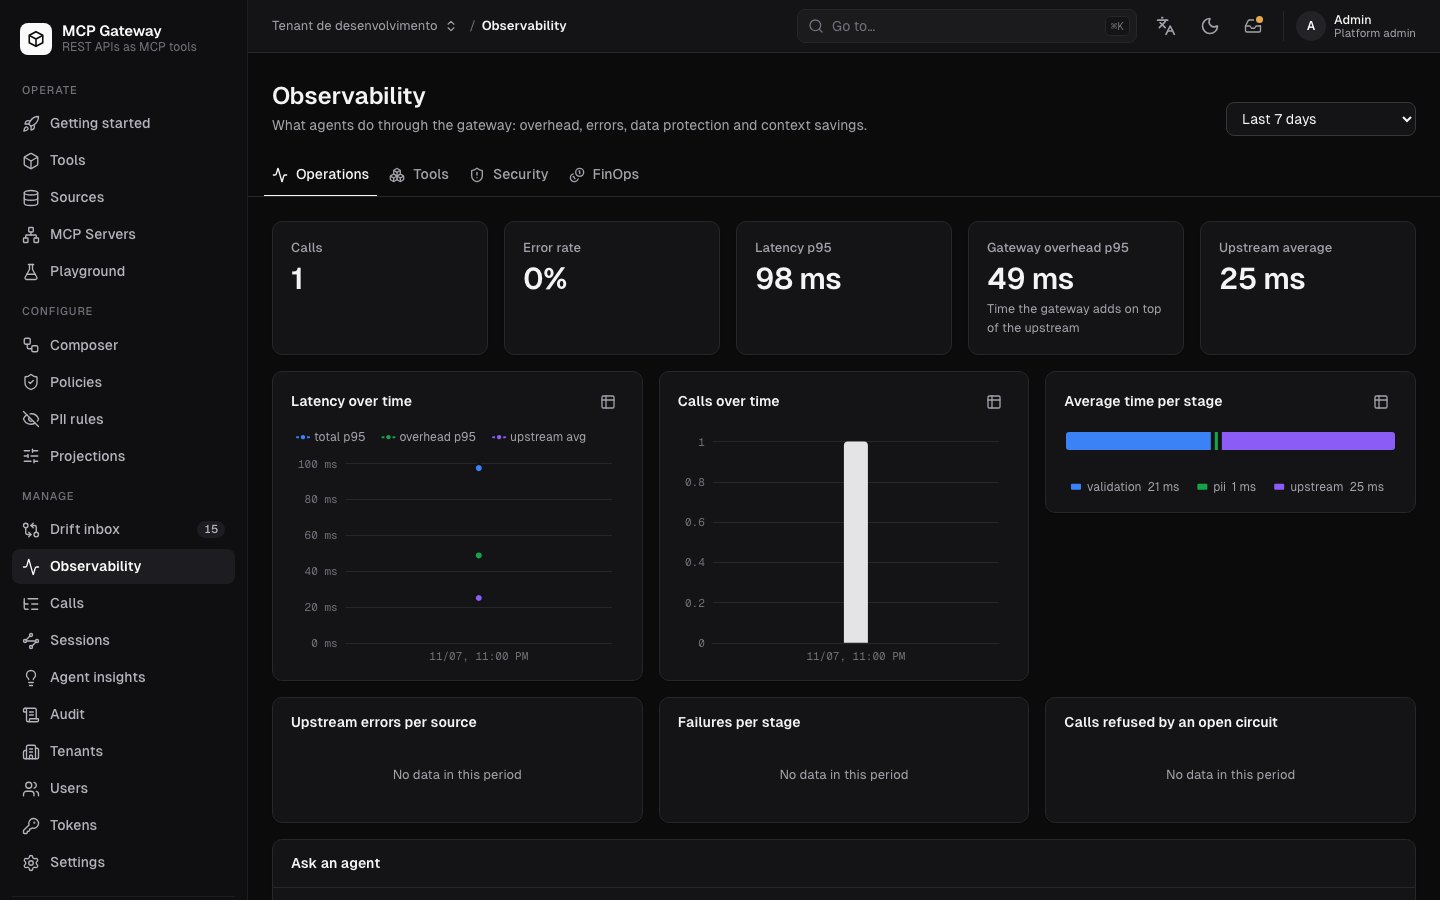 MCP Gateway
REST APIs as MCP tools
OPERATE
Getting started
Tools
Sources
MCP Servers
Playground
CONFIGURE
Composer
Policies
PII rules
Projections
MANAGE
Drift inbox 15
Observability
Calls
Sessions
Agent insights
Audit
Tenants
Users
Tokens
Settings
Tenant de desenvolvimento / Observability
Go to... ⌘K
A
Admin
Platform admin
Observability
What agents do through the gateway: overhead, errors, data protection and context savings.
Last 7 days
Operations Tools Security FinOps
Calls
1
Error rate
0%
Latency p95
98 ms
Gateway overhead p95
49 ms
Time the gateway adds on top
of the upstream
Upstream average
25 ms
Latency over time
total p95 overhead p95 upstream avg
100 ms
80 ms
60 ms
40 ms
20 ms
0 ms
11/07, 11:00 PM
Calls over time
1
0.8
0.6
0.4
0.2
0
11/07, 11:00 PM
Average time per stage
validation 21 ms pii 1 ms upstream 25 ms
Upstream errors per source
No data in this period
Failures per stage
No data in this period
Calls refused by an open circuit
No data in this period
Ask an agent